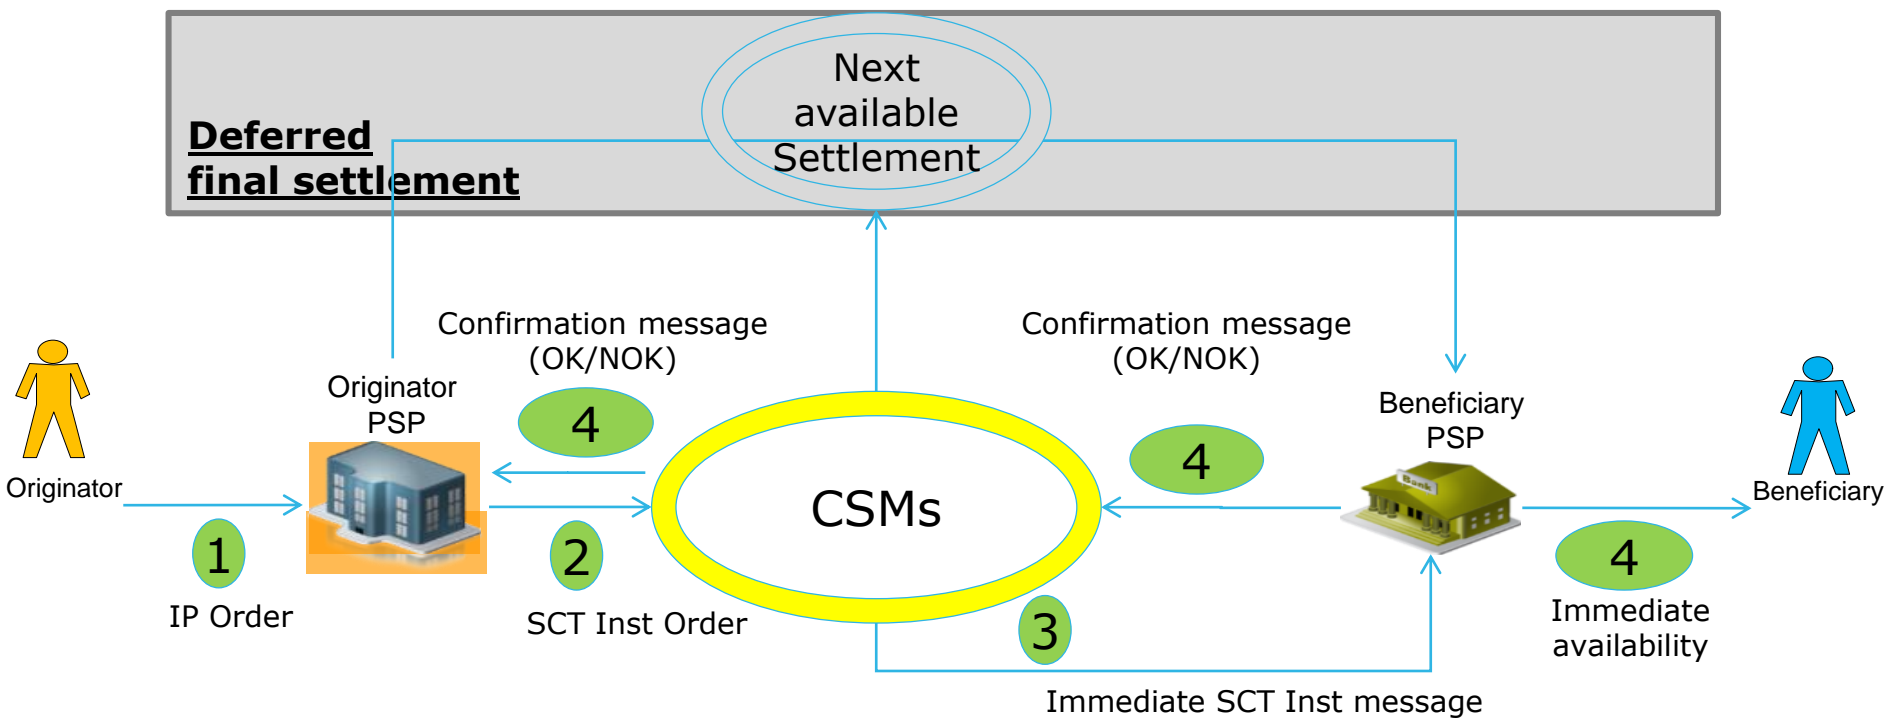 Next
available
Settlement
Deferred
final settlement
Confirmation message
(OK/NOK)
Confirmation message
(OK/NOK)
Originator
PSP
4
Beneficiary
PSP
4
Bank
Originator
CSMs
Beneficiary
1
2
4
IP Order
SCT Inst Order
3
Immediate
availability
Immediate SCT Inst message